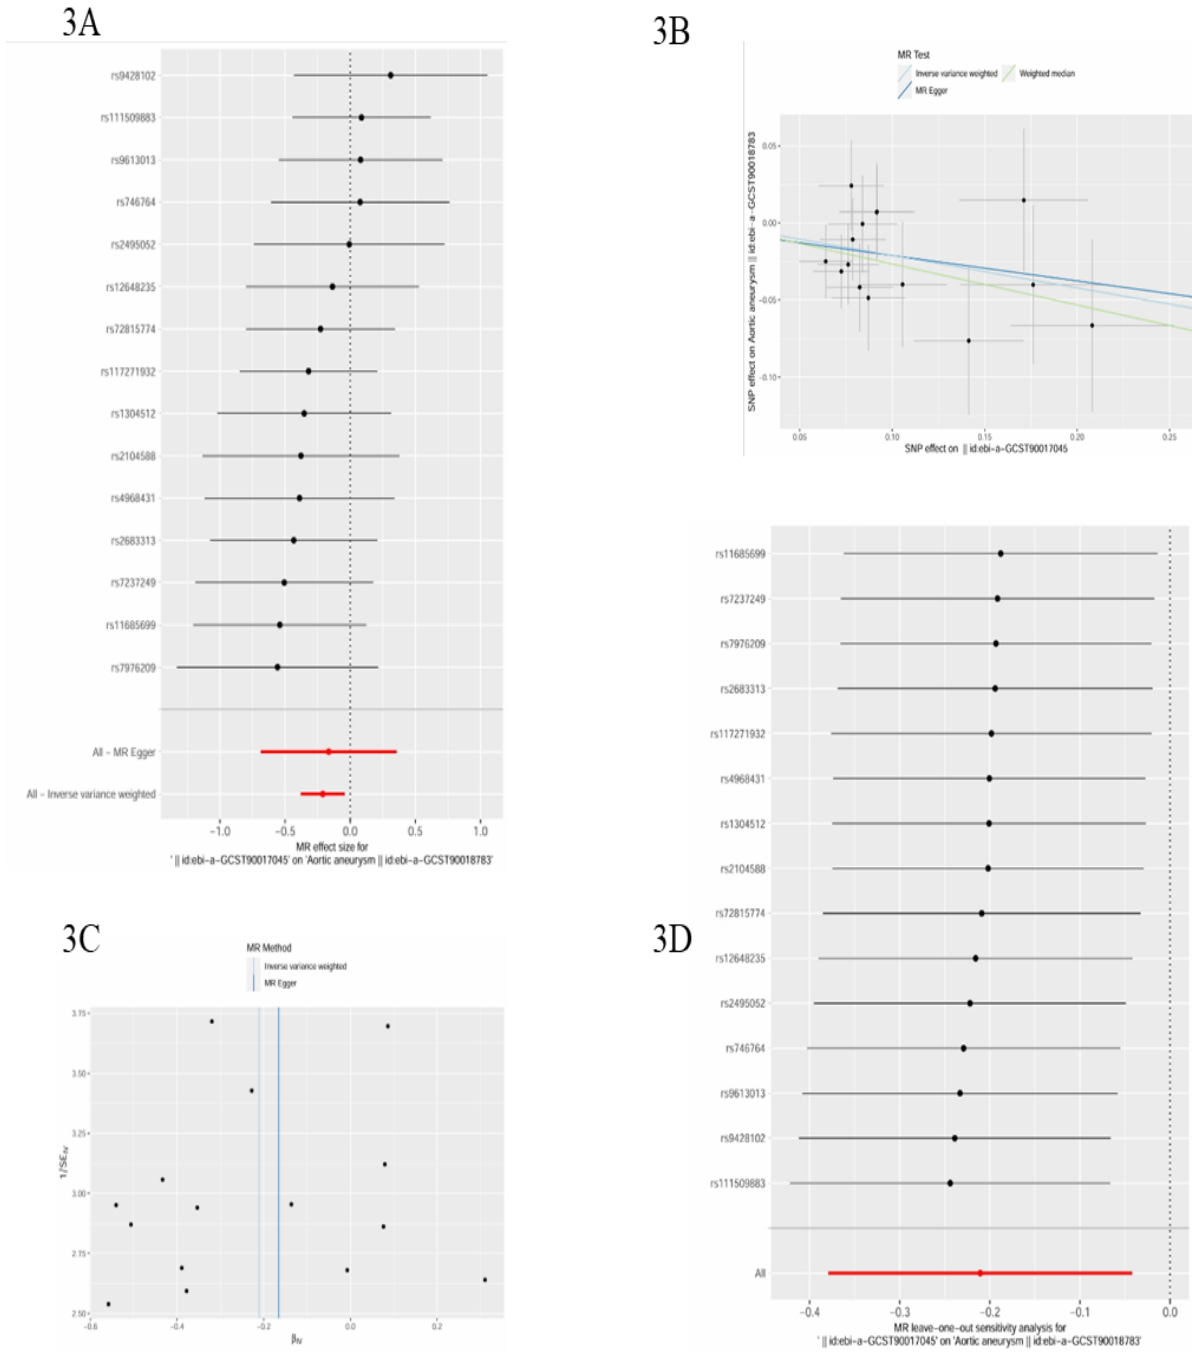 3A
rs9428102
rs111509883
rs9613013
rs746764
rs2495052
rs12648235
rs72815774
rs117271932
rs1304512
rs2104588
rs4968431
rs2683313
rs7237249
rs11685699
rs7976209
All - MR Egger
All - Inverse variance weighted
-1.0 -0.5 0.0 0.5 1.0
MR effect size for
' || id:ebi-a-GCST90017045' on 'Aortic aneurysm || id:ebi-a-GCST90018783'
3B
MR Test
Inverse variance weighted Weighted median
MR Egger
SNP effect on Aortic aneurysm || id:ebi-a-GCST90018783
0.05
0.00
-0.05
-0.10
0.05 0.10 0.15 0.20 0.25
SNP effect on || id:ebi-a-GCST90017045
3C
MR Method
Inverse variance weighted
MR Egger
1/SEIV
3.75
3.50
3.25
3.00
2.75
2.50
-0.6 -0.4 -0.2 0.0 0.2
βIV
3D
rs11685699
rs7237249
rs7976209
rs2683313
rs117271932
rs4968431
rs1304512
rs2104588
rs72815774
rs12648235
rs2495052
rs746764
rs9613013
rs9428102
rs111509883
All
-0.4 -0.3 -0.2 -0.1 0.0
MR leave-one-out sensitivity analysis for
' || id:ebi-a-GCST90017045' on 'Aortic aneurysm || id:ebi-a-GCST90018783'